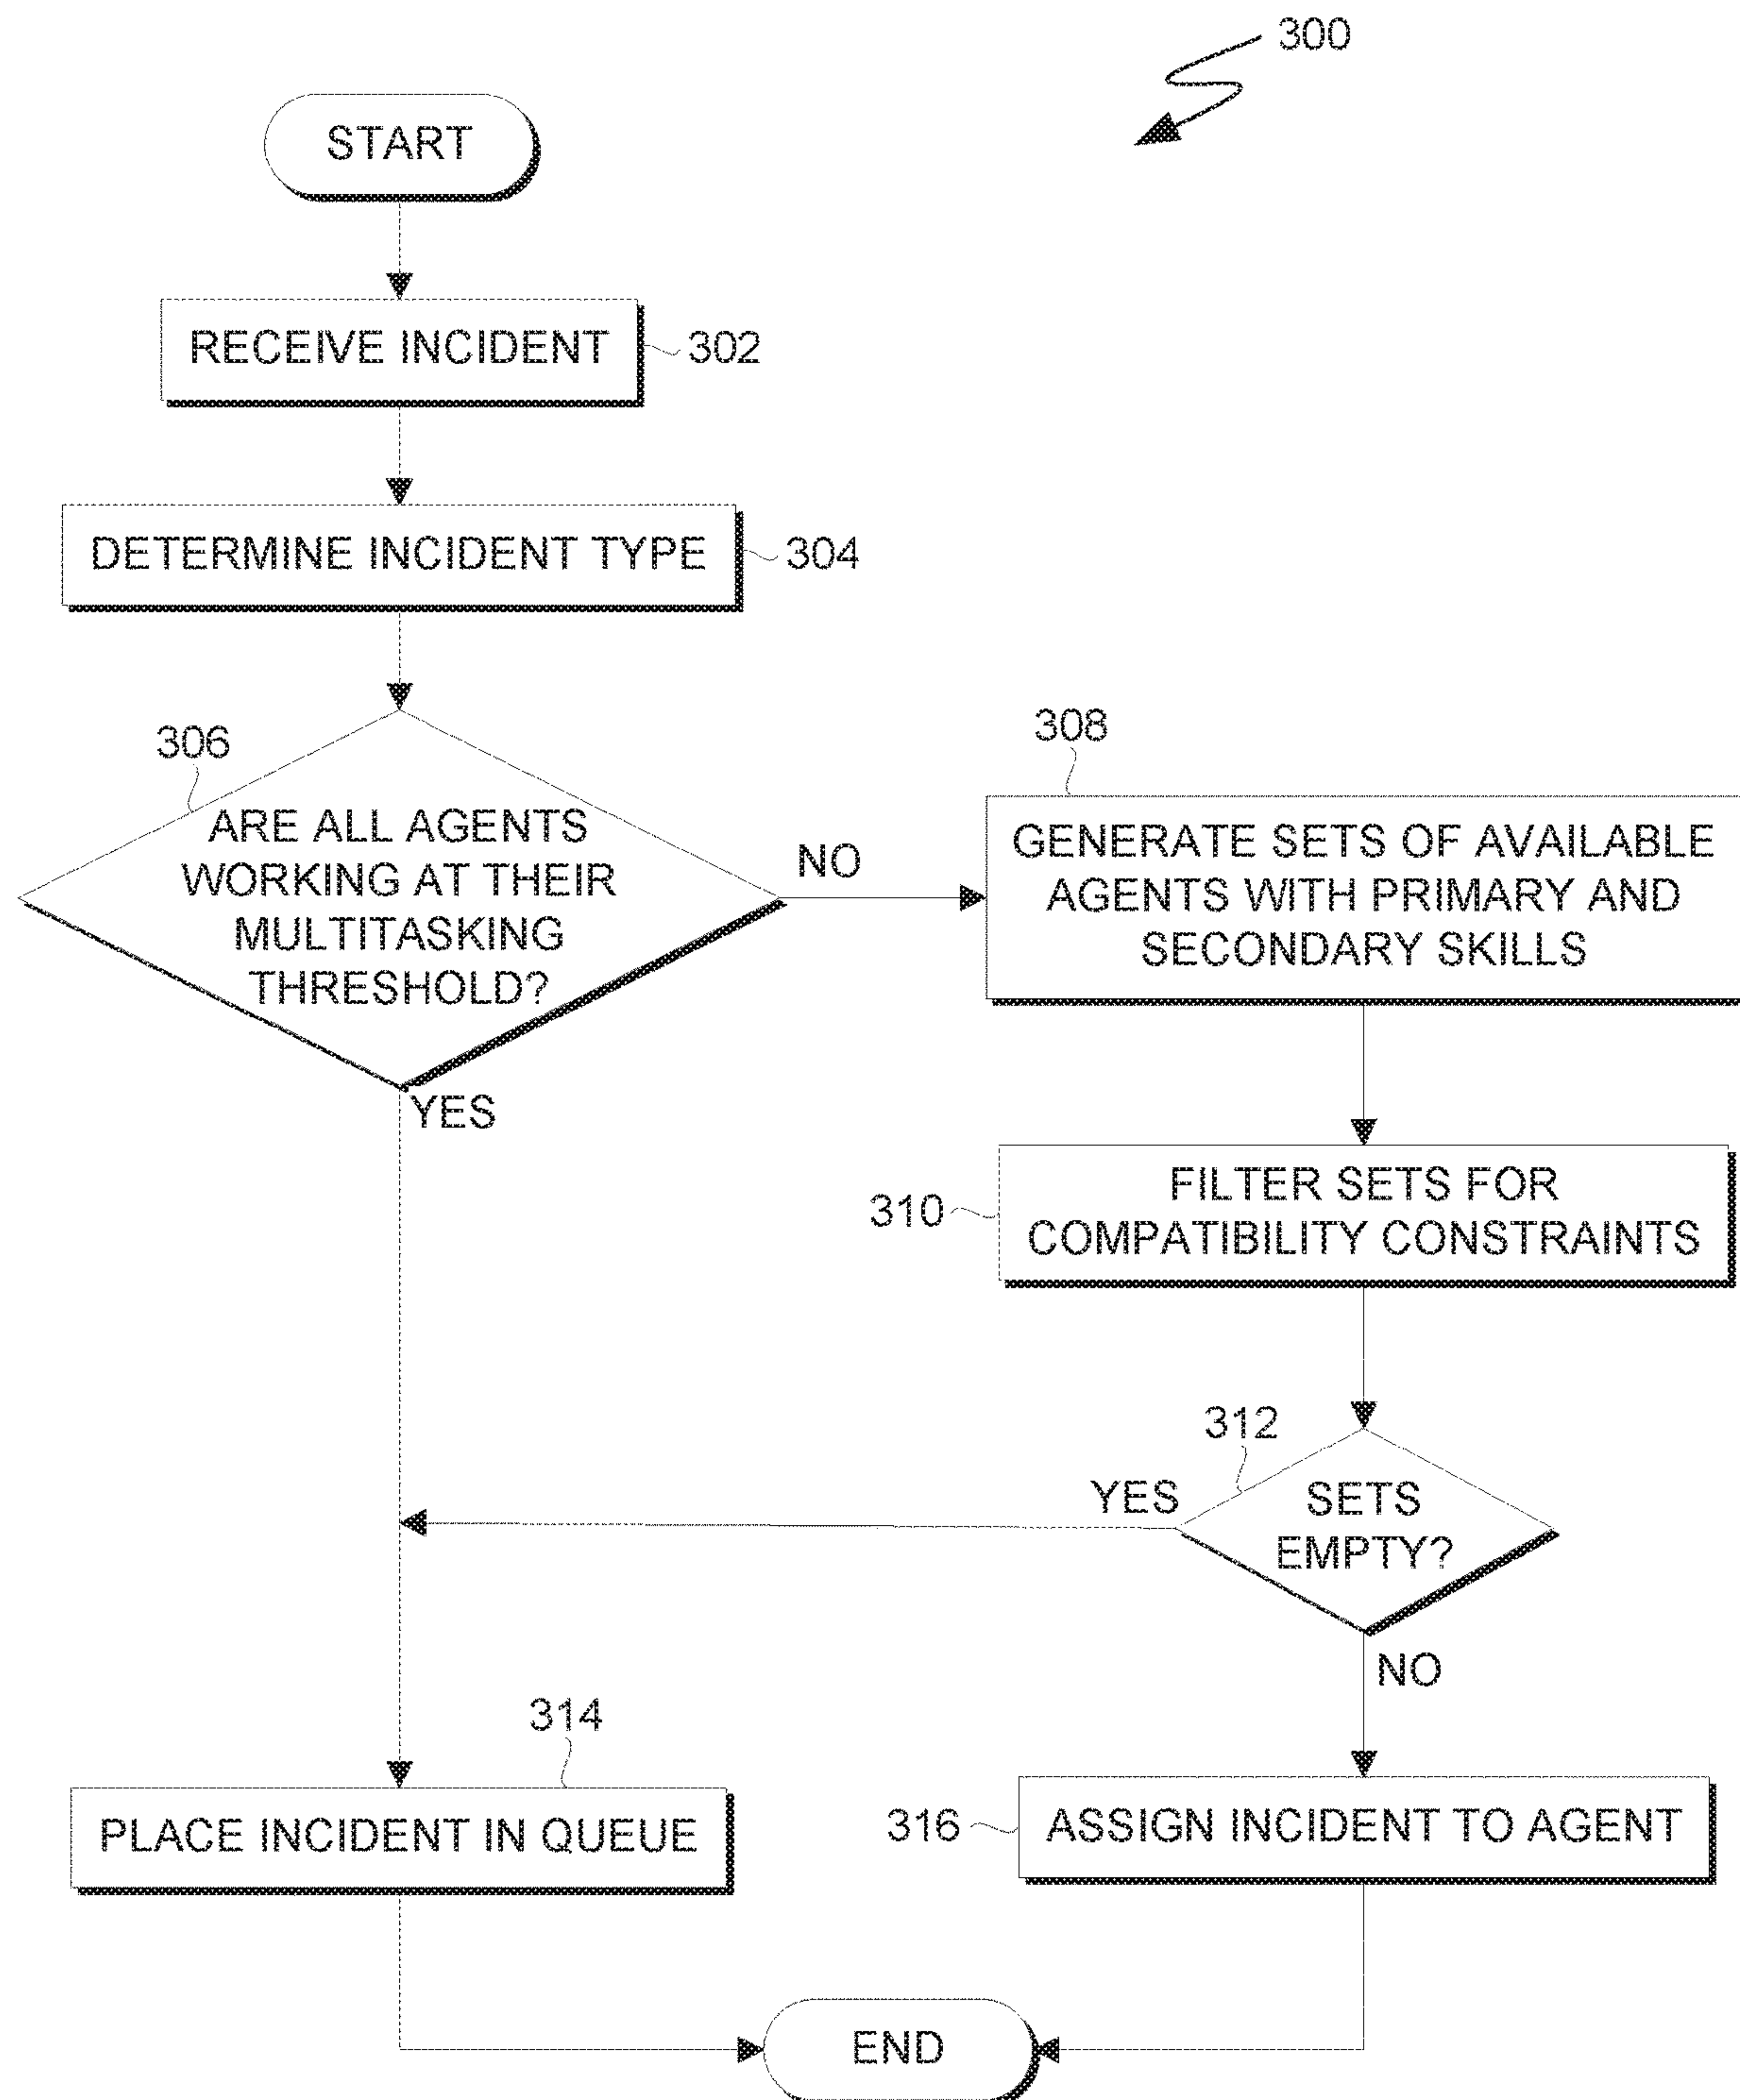 300
START
RECEIVE INCIDENT
302
DETERMINE INCIDENT TYPE
304
306
ARE ALL AGENTS
WORKING AT THEIR
MULTITASKING
THRESHOLD?
NO
YES
308
GENERATE SETS OF AVAILABLE
AGENTS WITH PRIMARY AND
SECONDARY SKILLS
310
FILTER SETS FOR
COMPATIBILITY CONSTRAINTS
312
SETS
EMPTY?
YES
NO
314
PLACE INCIDENT IN QUEUE
316
ASSIGN INCIDENT TO AGENT
END